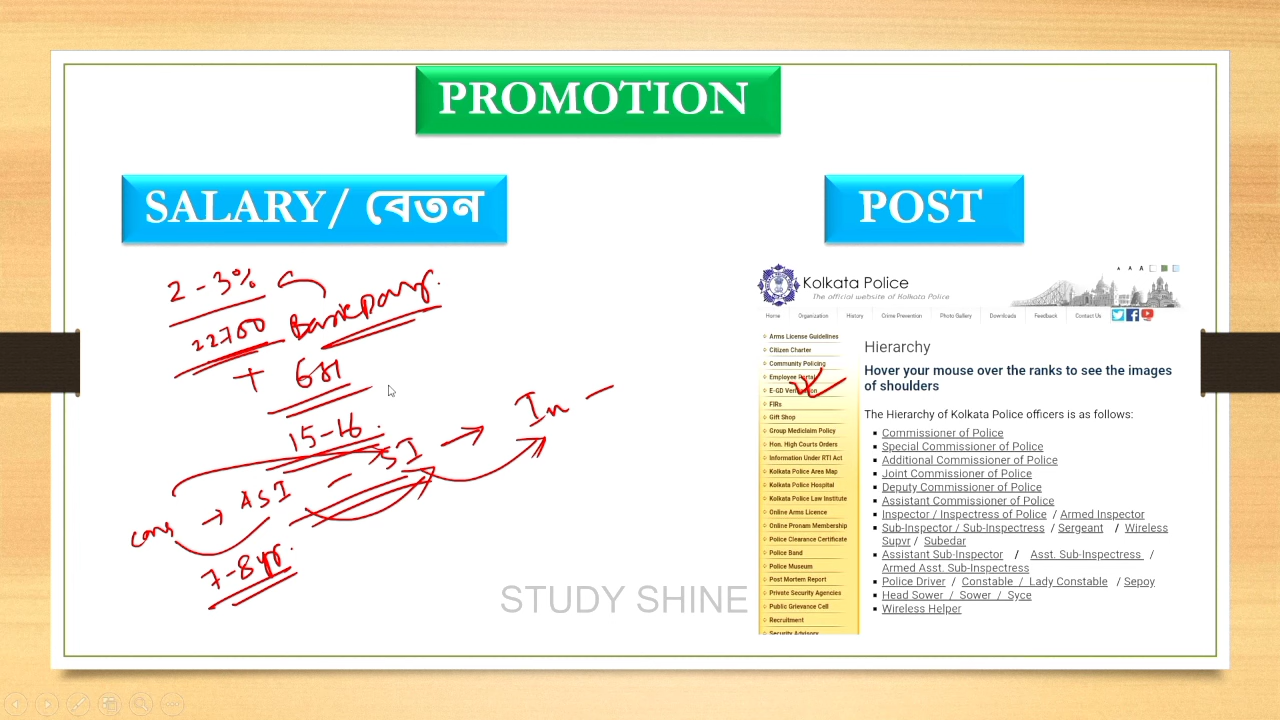 PROMOTION
SALARY/ বেতন
POST
2-3%
22700 Basic Pay.
+ 681
15-16.
cons → ASI - SI → In -
7-8 yr.
STUDY SHINE
Kolkata Police
The official website of Kolkata Police
A A A
Home Organization History Crime Prevention Photo Gallery Downloads Feedback Contact Us
Arms License Guidelines
Citizen Charter
Community Policing
Employee Portal
E-GD Verification
FIRs
Gift Shop
Group Mediclaim Policy
Hon. High Courts Orders
Information Under RTI Act
Kolkata Police Area Map
Kolkata Police Hospital
Kolkata Police Law Institute
Online Arms Licence
Online Pronam Membership
Police Clearance Certificate
Police Band
Police Museum
Post Mortem Report
Private Security Agencies
Public Grievance Cell
Recruitment
Security Advisory
Hierarchy
Hover your mouse over the ranks to see the images
of shoulders
The Hierarchy of Kolkata Police officers is as follows:
Commissioner of Police
Special Commissioner of Police
Additional Commissioner of Police
Joint Commissioner of Police
Deputy Commissioner of Police
Assistant Commissioner of Police
Inspector / Inspectress of Police / Armed Inspector
Sub-Inspector / Sub-Inspectress / Sergeant / Wireless
Supvr / Subedar
Assistant Sub-Inspector / Asst. Sub-Inspectress /
Armed Asst. Sub-Inspectress
Police Driver / Constable / Lady Constable / Sepoy
Head Sower / Sower / Syce
Wireless Helper